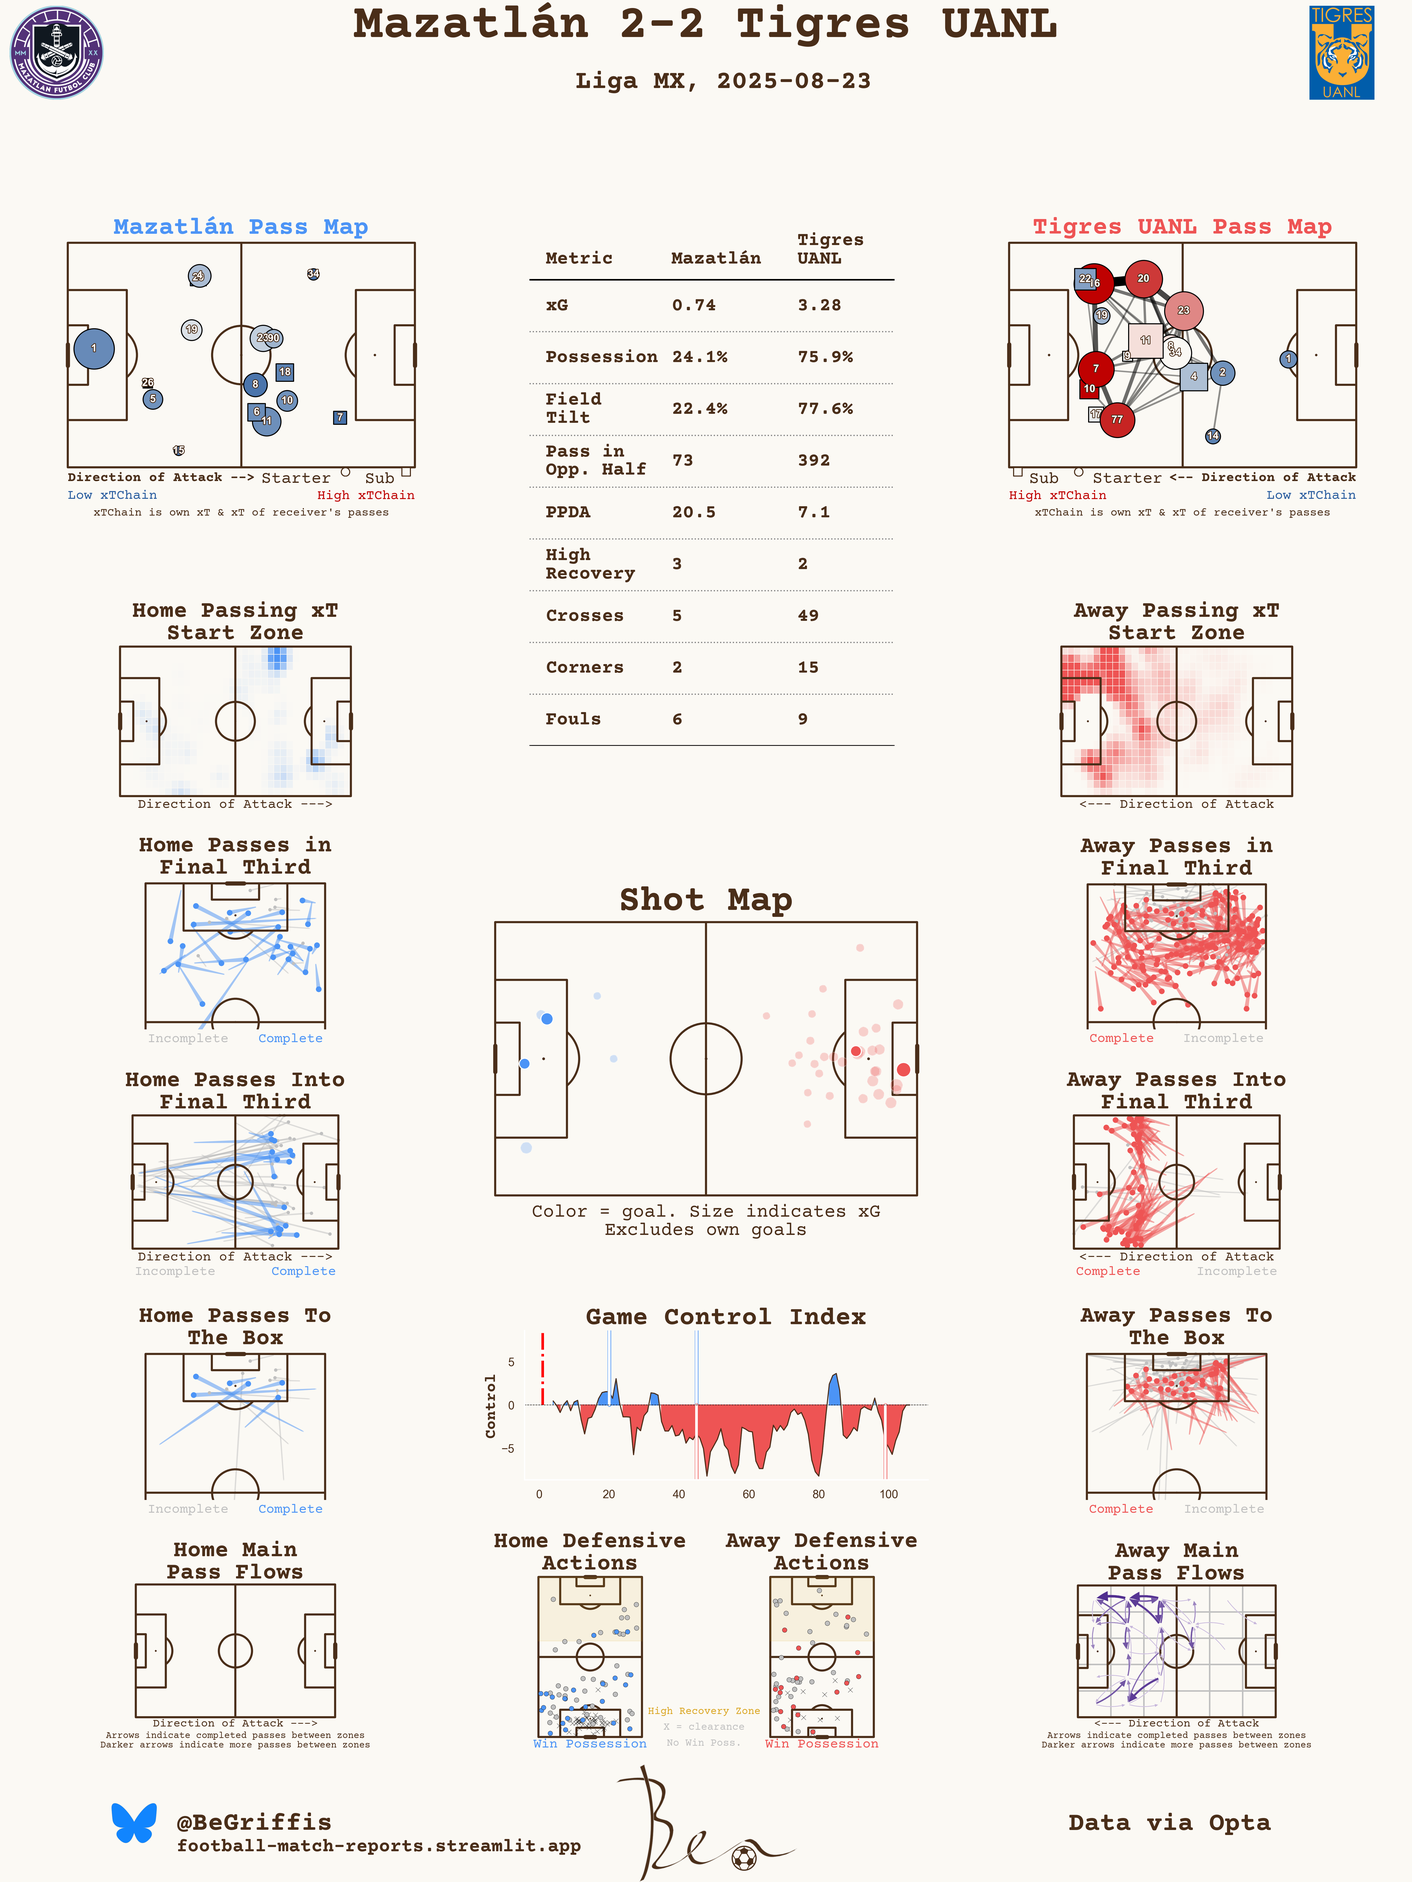 Mazatlán 2-2 Tigres UANL
Liga MX, 2025-08-23
MM XX
MAZATLAN FUTBOL CLUB
TIGRES
UANL
Mazatlán Pass Map
24
34
19
1
23
90
18
26
8
5
10
6
11
7
15
Direction of Attack --> Starter Sub
Low xTChain High xTChain
xTChain is own xT & xT of receiver's passes
Metric Mazatlán Tigres UANL
xG 0.74 3.28
Possession 24.1% 75.9%
Field Tilt 22.4% 77.6%
Pass in Opp. Half 73 392
PPDA 20.5 7.1
High Recovery 3 2
Crosses 5 49
Corners 2 15
Fouls 6 9
Tigres UANL Pass Map
22
16
20
23
19
11
8
34
9
7
4
2
1
10
17
77
14
Sub Starter <-- Direction of Attack
High xTChain Low xTChain
xTChain is own xT & xT of receiver's passes
Home Passing xT
Start Zone
Direction of Attack --->
Away Passing xT
Start Zone
<--- Direction of Attack
Home Passes in
Final Third
Incomplete Complete
Away Passes in
Final Third
Complete Incomplete
Shot Map
Color = goal. Size indicates xG
Excludes own goals
Home Passes Into
Final Third
Direction of Attack --->
Incomplete Complete
Away Passes Into
Final Third
<--- Direction of Attack
Complete Incomplete
Home Passes To
The Box
Incomplete Complete
Game Control Index
Control
5
0
−5
0 20 40 60 80 100
Away Passes To
The Box
Complete Incomplete
Home Main
Pass Flows
Direction of Attack --->
Arrows indicate completed passes between zones
Darker arrows indicate more passes between zones
Home Defensive
Actions
Win Possession
Away Defensive
Actions
Win Possession
High Recovery Zone
X = clearance
No Win Poss.
Away Main
Pass Flows
<--- Direction of Attack
Arrows indicate completed passes between zones
Darker arrows indicate more passes between zones
@BeGriffis
football-match-reports.streamlit.app
Ben
Data via Opta